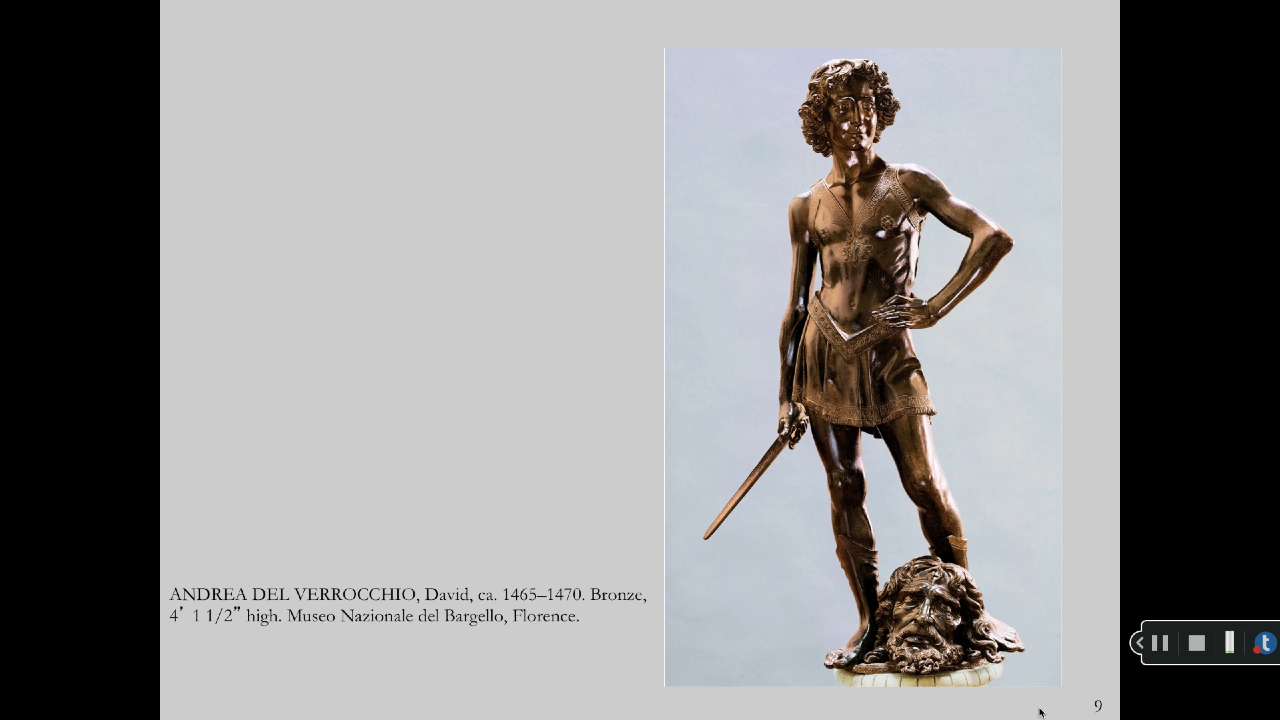 ANDREA DEL VERROCCHIO, David, ca. 1465–1470. Bronze,
4’ 1 1/2” high. Museo Nazionale del Bargello, Florence.
t
9